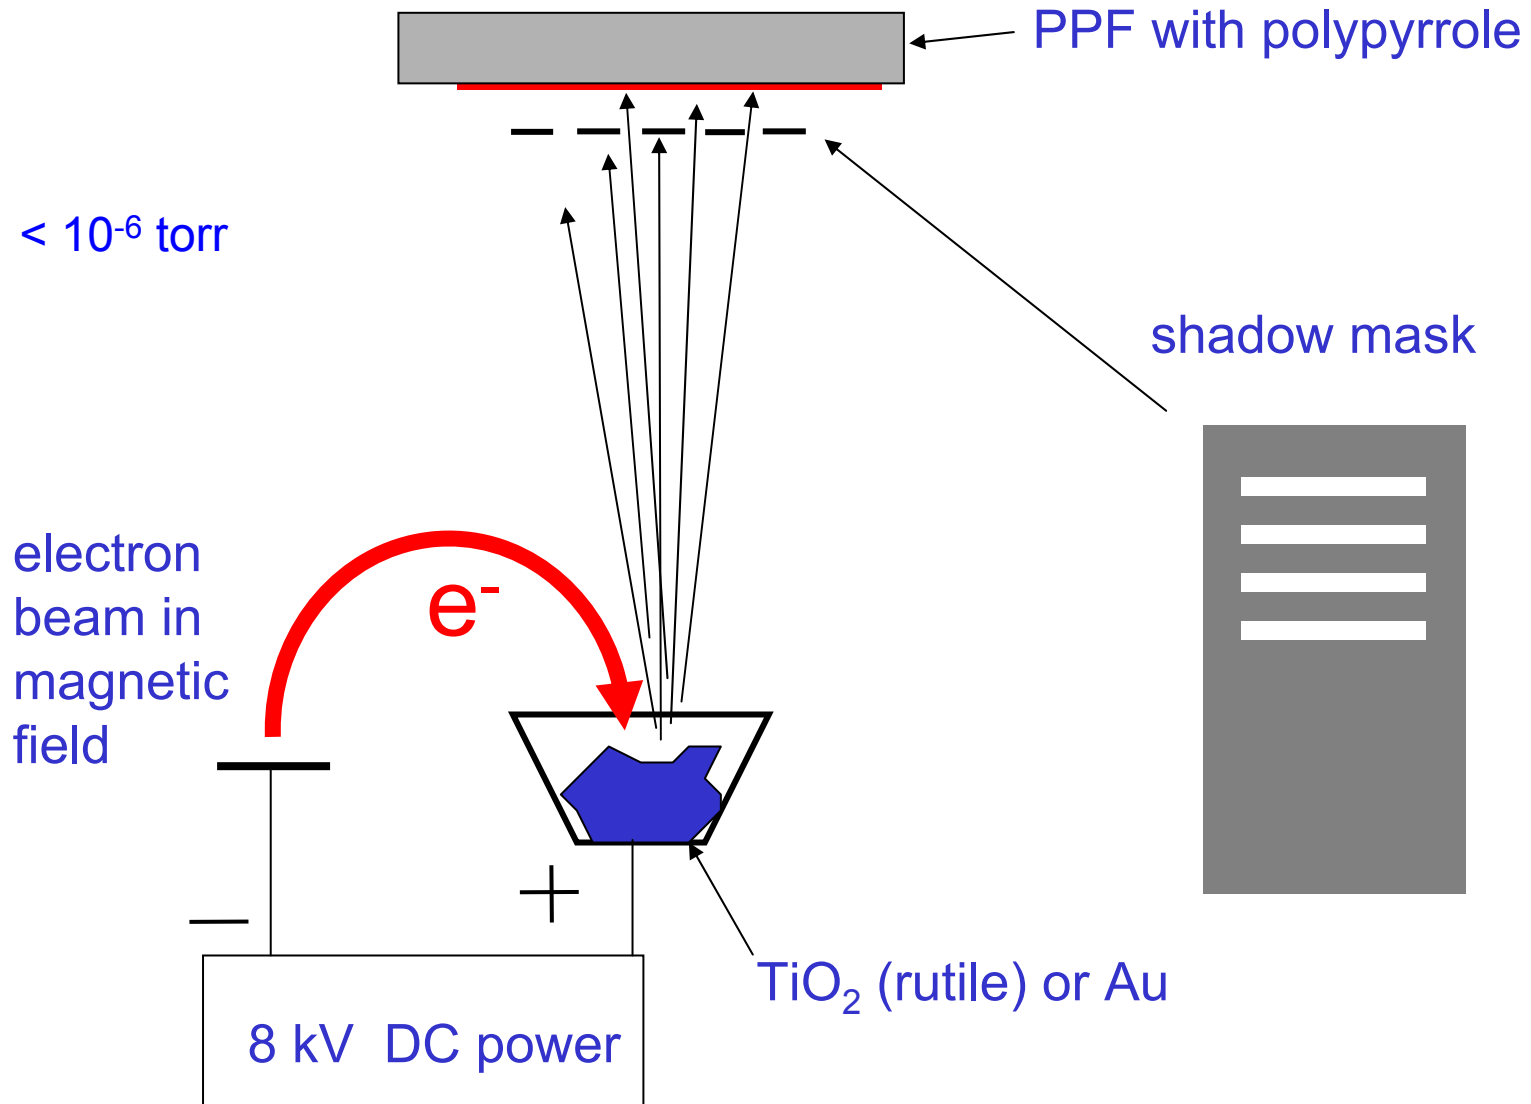 PPF with polypyrrole
< 10⁻⁶ torr
shadow mask
electron
beam in
magnetic
field
e⁻
TiO₂ (rutile) or Au
8 kV DC power